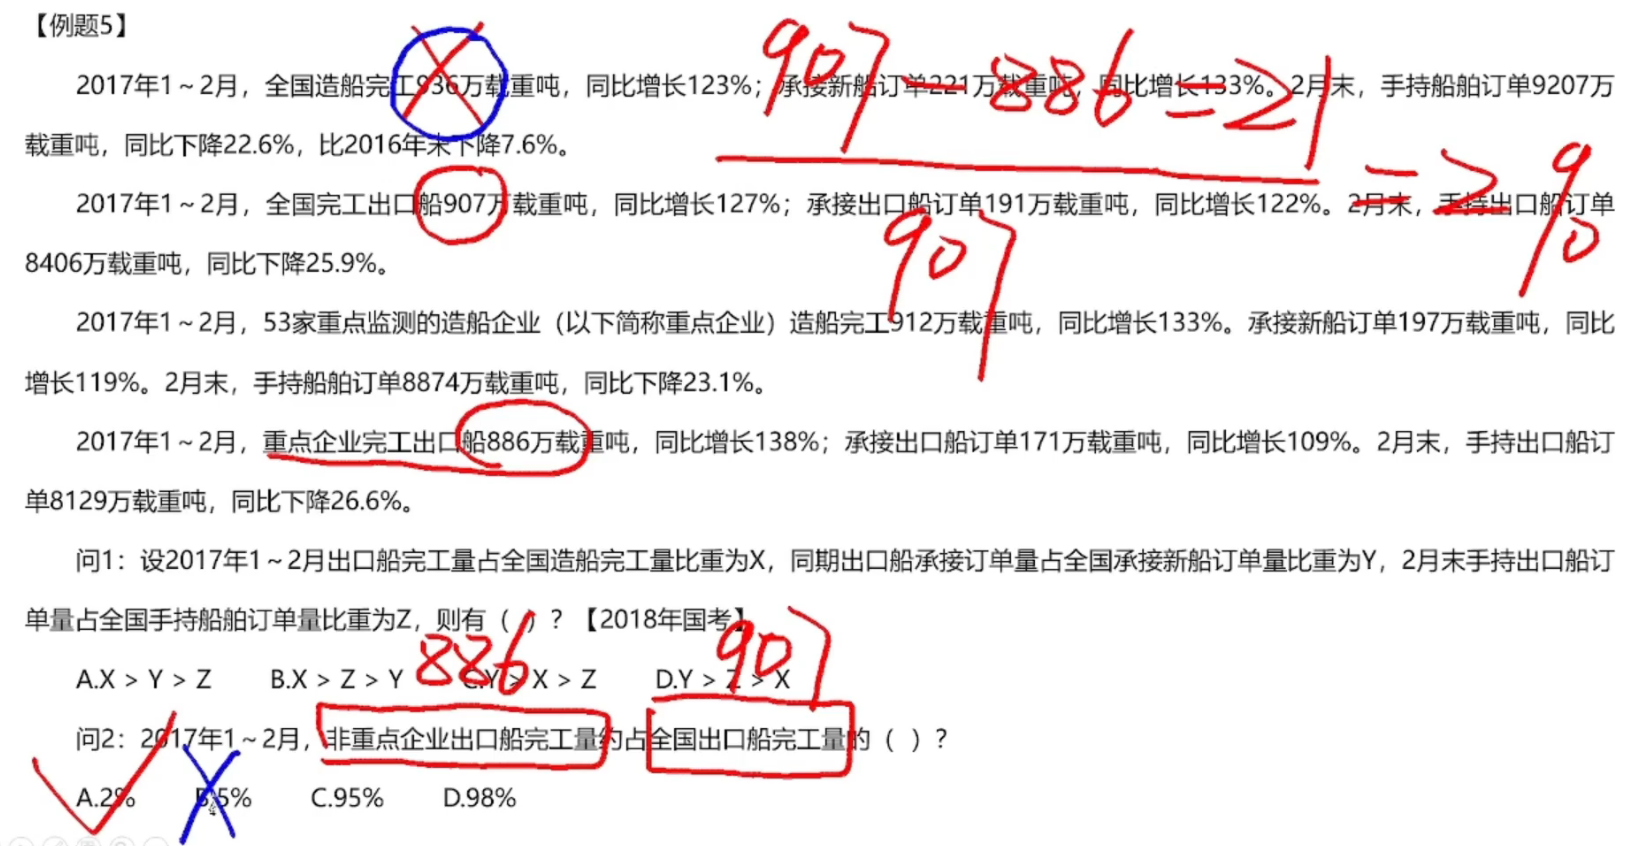 【例题5】
2017年1～2月，全国造船完工936万载重吨，同比增长123%；承接新船订单221万载重吨，同比增长133%。2月末，手持船舶订单9207万
载重吨，同比下降22.6%，比2016年末下降7.6%。
907-886=21
907
=2%
2017年1～2月，全国完工出口船907万载重吨，同比增长127%；承接出口船订单191万载重吨，同比增长122%。2月末，手持出口船订单
8406万载重吨，同比下降25.9%。
2017年1～2月，53家重点监测的造船企业（以下简称重点企业）造船完工912万载重吨，同比增长133%。承接新船订单197万载重吨，同比
增长119%。2月末，手持船舶订单8874万载重吨，同比下降23.1%。
2017年1～2月，重点企业完工出口船886万载重吨，同比增长138%；承接出口船订单171万载重吨，同比增长109%。2月末，手持出口船订
单8129万载重吨，同比下降26.6%。
问1：设2017年1～2月出口船完工量占全国造船完工量比重为X，同期出口船承接订单量占全国承接新船订单量比重为Y，2月末手持出口船订
单量占全国手持船舶订单量比重为Z，则有（ ）？【2018年国考】
A.X > Y > Z B.X > Z > Y C.Y > X > Z D.Y > Z > X
886 907
问2：2017年1～2月，非重点企业出口船完工量约占全国出口船完工量的（ ）？
A.2% B.5% C.95% D.98%